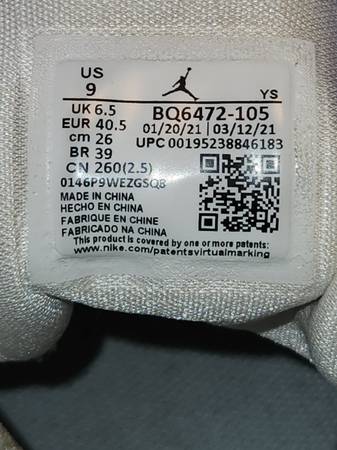 US
9
YS
UK 6.5
EUR 40.5
cm 26
BR 39
CN 260(2.5)
BQ6472-105
01/20/21 | 03/12/21
UPC 00195238846183
0146P9WEZGSQ8
MADE IN CHINA
HECHO EN CHINA
FABRIQUE EN CHINE
FABRICADO NA CHINA
This product is covered by one or more patents:
www.nike.com/patentsvirtualmarking